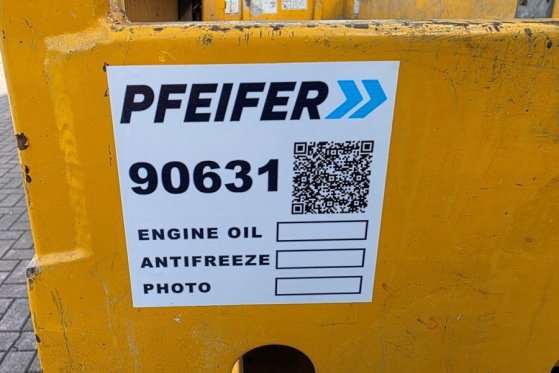 PFEIFER
90631
ENGINE OIL
ANTIFREEZE
PHOTO